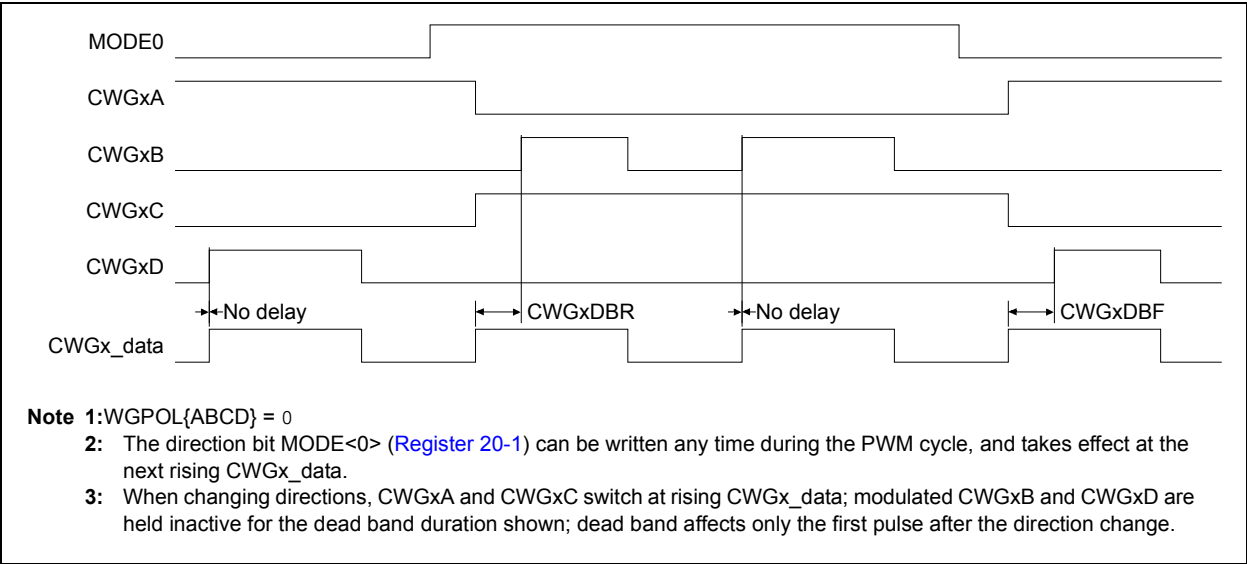 MODE0
CWGxA
CWGxB
CWGxC
CWGxD
No delay
CWGxDBR
No delay
CWGxDBF
CWGx_data
Note 1:WGPOL{ABCD} = 0
2: The direction bit MODE<0> (Register 20-1) can be written any time during the PWM cycle, and takes effect at the
next rising CWGx_data.
3: When changing directions, CWGxA and CWGxC switch at rising CWGx_data; modulated CWGxB and CWGxD are
held inactive for the dead band duration shown; dead band affects only the first pulse after the direction change.